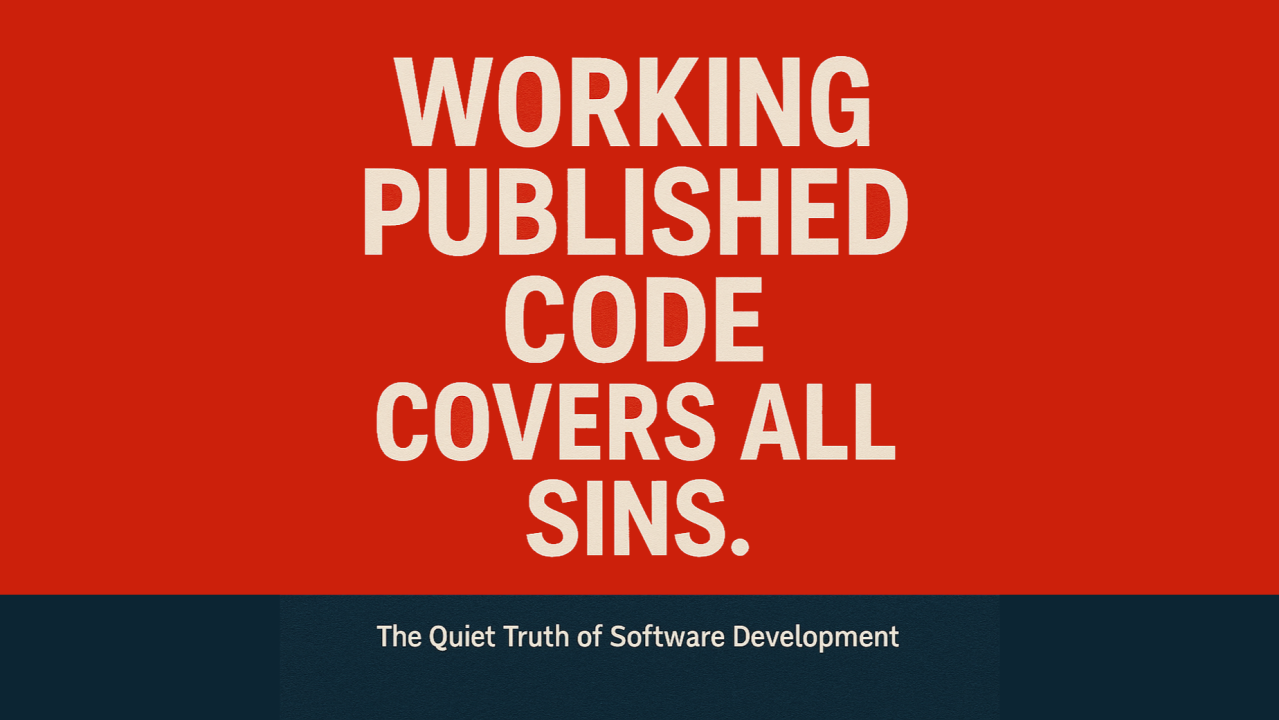 WORKING
PUBLISHED
CODE
COVERS ALL
SINS.
The Quiet Truth of Software Development